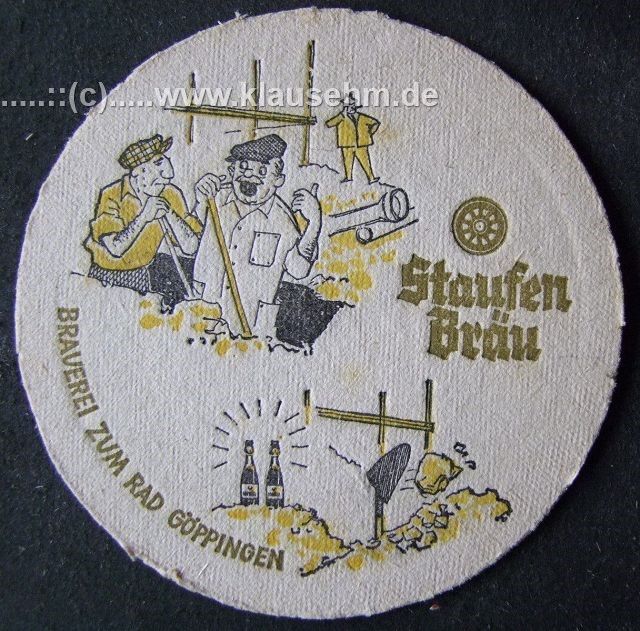 .....::(c).....www.klausehm.de
Staufen
Bräu
BRAUEREI ZUM RAD GÖPPINGEN